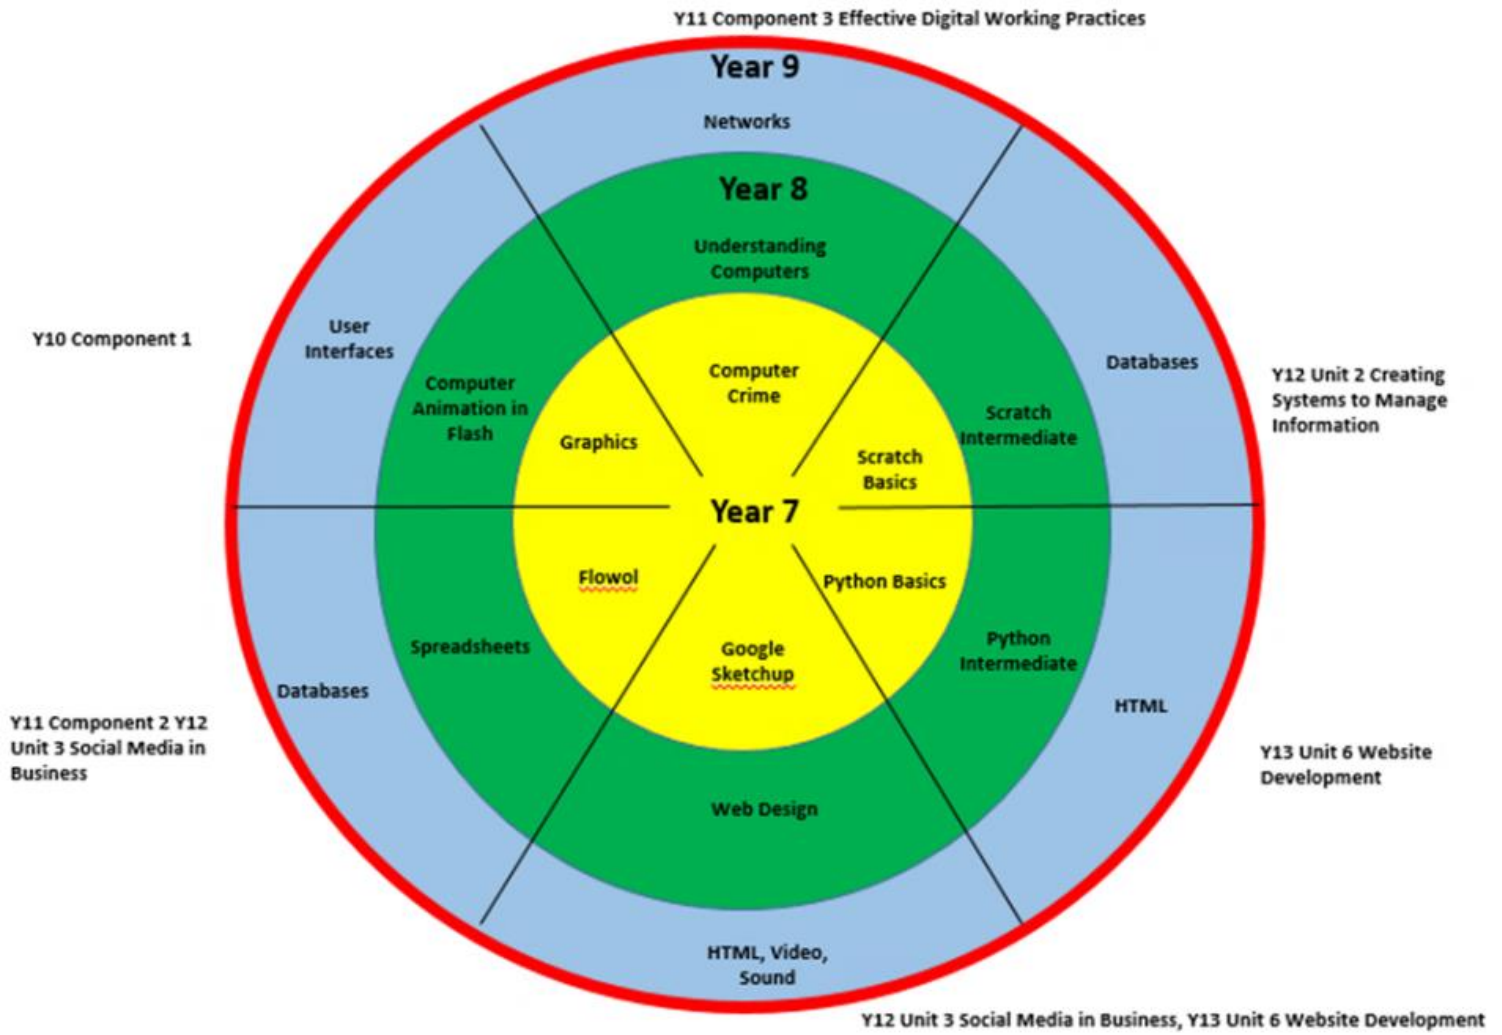 Y11 Component 3 Effective Digital Working Practices
Year 9
Networks
Year 8
Understanding
Computers
User
Interfaces
Y10 Component 1
Computer
Animation in
Flash
Graphics
Computer
Crime
Scratch
Basics
Scratch
Intermediate
Databases
Y12 Unit 2 Creating
Systems to Manage
Information
Year 7
Flowol
Python Basics
Google
Sketchup
Spreadsheets
Python
Intermediate
Databases
HTML
Y11 Component 2 Y12
Unit 3 Social Media in
Business
Y13 Unit 6 Website
Development
Web Design
HTML, Video,
Sound
Y12 Unit 3 Social Media in Business, Y13 Unit 6 Website Development